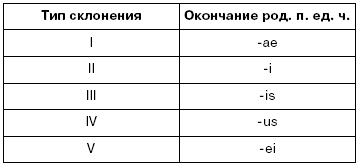 Тип склонения Окончание род. п. ед. ч.
I -ae
II -i
III -is
IV -us
V -ei